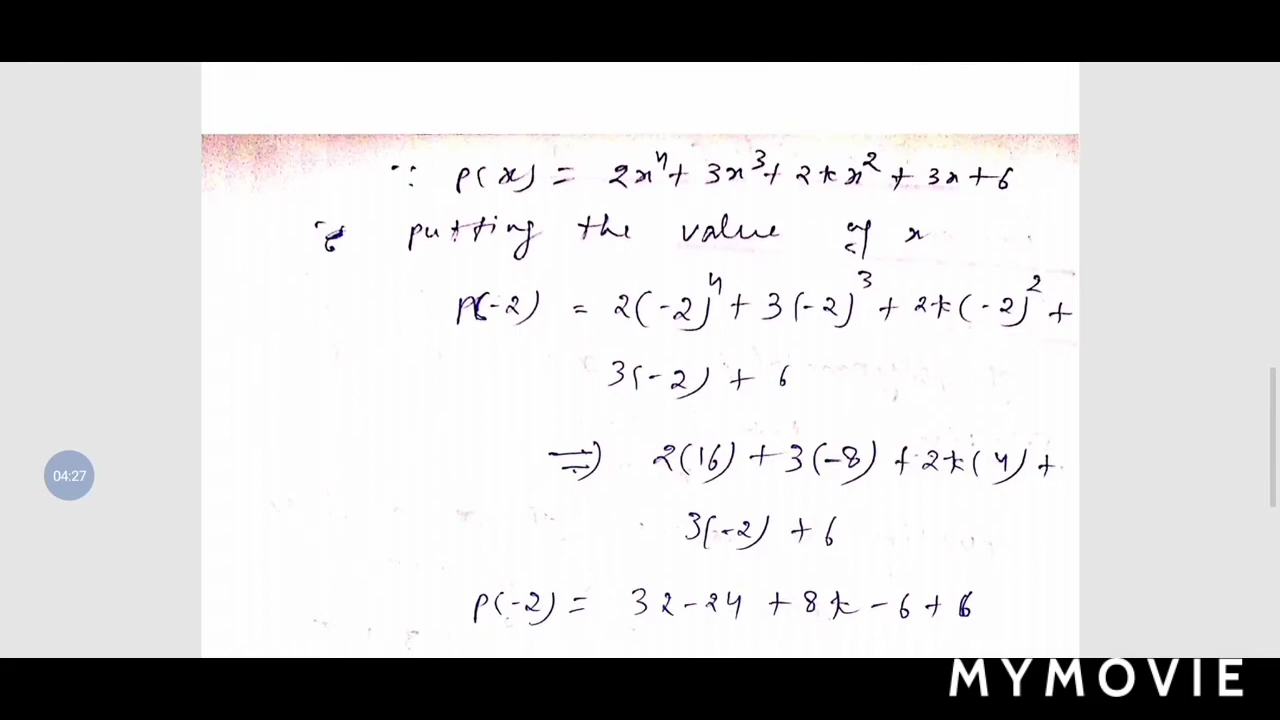 ∵ p(x) = 2x⁴ + 3x³ + 2kx² + 3x + 6
putting the value of x
p(-2) = 2(-2)⁴ + 3(-2)³ + 2k(-2)² +
3(-2) + 6
⇒ 2(16) + 3(-8) + 2k(4) +
3(-2) + 6
04:27
p(-2) = 32 - 24 + 8k - 6 + 6
MYMOVIE